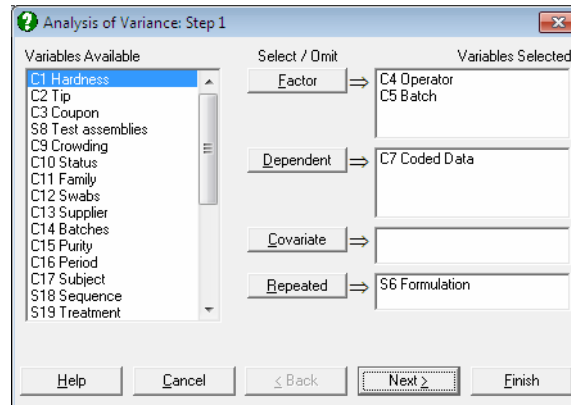 Analysis of Variance: Step 1
Variables Available
Select / Omit
Variables Selected
C1 Hardness
C2 Tip
C3 Coupon
S8 Test assemblies
C9 Crowding
C10 Status
C11 Family
C12 Swabs
C13 Supplier
C14 Batches
C15 Purity
C16 Period
C17 Subject
S18 Sequence
S19 Treatment
Factor
C4 Operator
C5 Batch
Dependent
C7 Coded Data
Covariate
Repeated
S6 Formulation
Help
Cancel
< Back
Next >
Finish